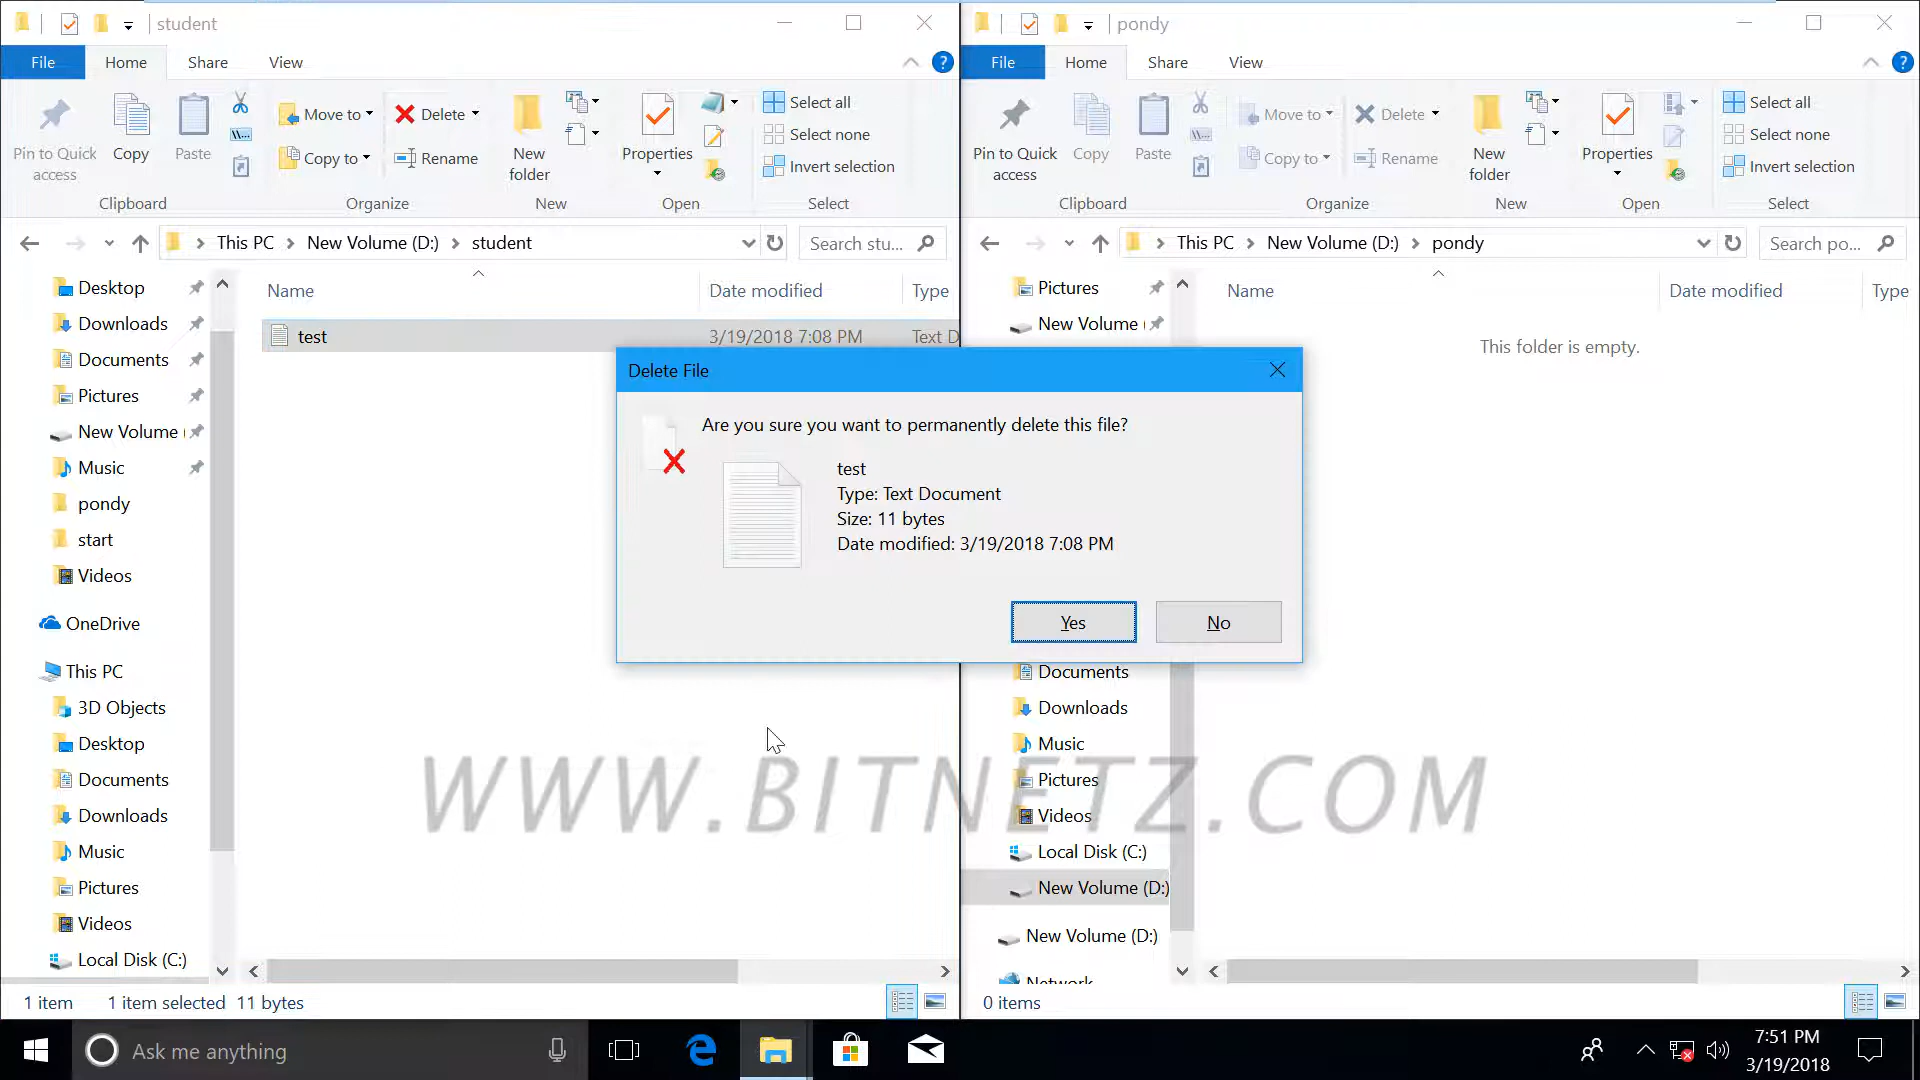 student
File
Home
Share
View
?
Pin to Quick access
Copy
Paste
Move to
Copy to
Delete
Rename
New folder
Properties
Select all
Select none
Invert selection
Clipboard
Organize
New
Open
Select
This PC
New Volume (D:)
student
Search stu...
Desktop
Downloads
Documents
Pictures
New Volume (
Music
pondy
start
Videos
OneDrive
This PC
3D Objects
Desktop
Documents
Downloads
Music
Pictures
Videos
Local Disk (C:)
Name
Date modified
Type
test
3/19/2018 7:08 PM
Text D
1 item
1 item selected
11 bytes
pondy
File
Home
Share
View
?
Pin to Quick access
Copy
Paste
Move to
Copy to
Delete
Rename
New folder
Properties
Select all
Select none
Invert selection
Clipboard
Organize
New
Open
Select
This PC
New Volume (D:)
pondy
Search po...
Pictures
New Volume (
Documents
Downloads
Music
Pictures
Videos
Local Disk (C:)
New Volume (D:)
New Volume (D:)
Network
Name
Date modified
Type
This folder is empty.
0 items
Delete File
Are you sure you want to permanently delete this file?
test
Type: Text Document
Size: 11 bytes
Date modified: 3/19/2018 7:08 PM
Yes
No
WWW.BITNETZ.COM
Ask me anything
7:51 PM
3/19/2018